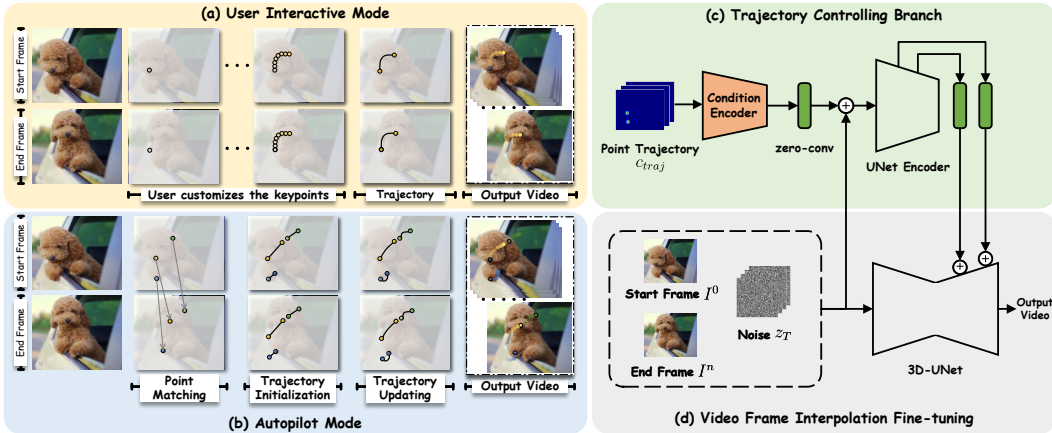 (a) User Interactive Mode
Start Frame
End Frame
User customizes the keypoints
Trajectory
Output Video
Start Frame
End Frame
Point
Matching
Trajectory
Initialization
Trajectory
Updating
Output Video
(b) Autopilot Mode
(c) Trajectory Controlling Branch
Condition
Encoder
Point Trajectory
c_{traj}
zero-conv
UNet Encoder
Start Frame I^0
Noise z_T
End Frame I^n
Output
Video
3D-UNet
(d) Video Frame Interpolation Fine-tuning